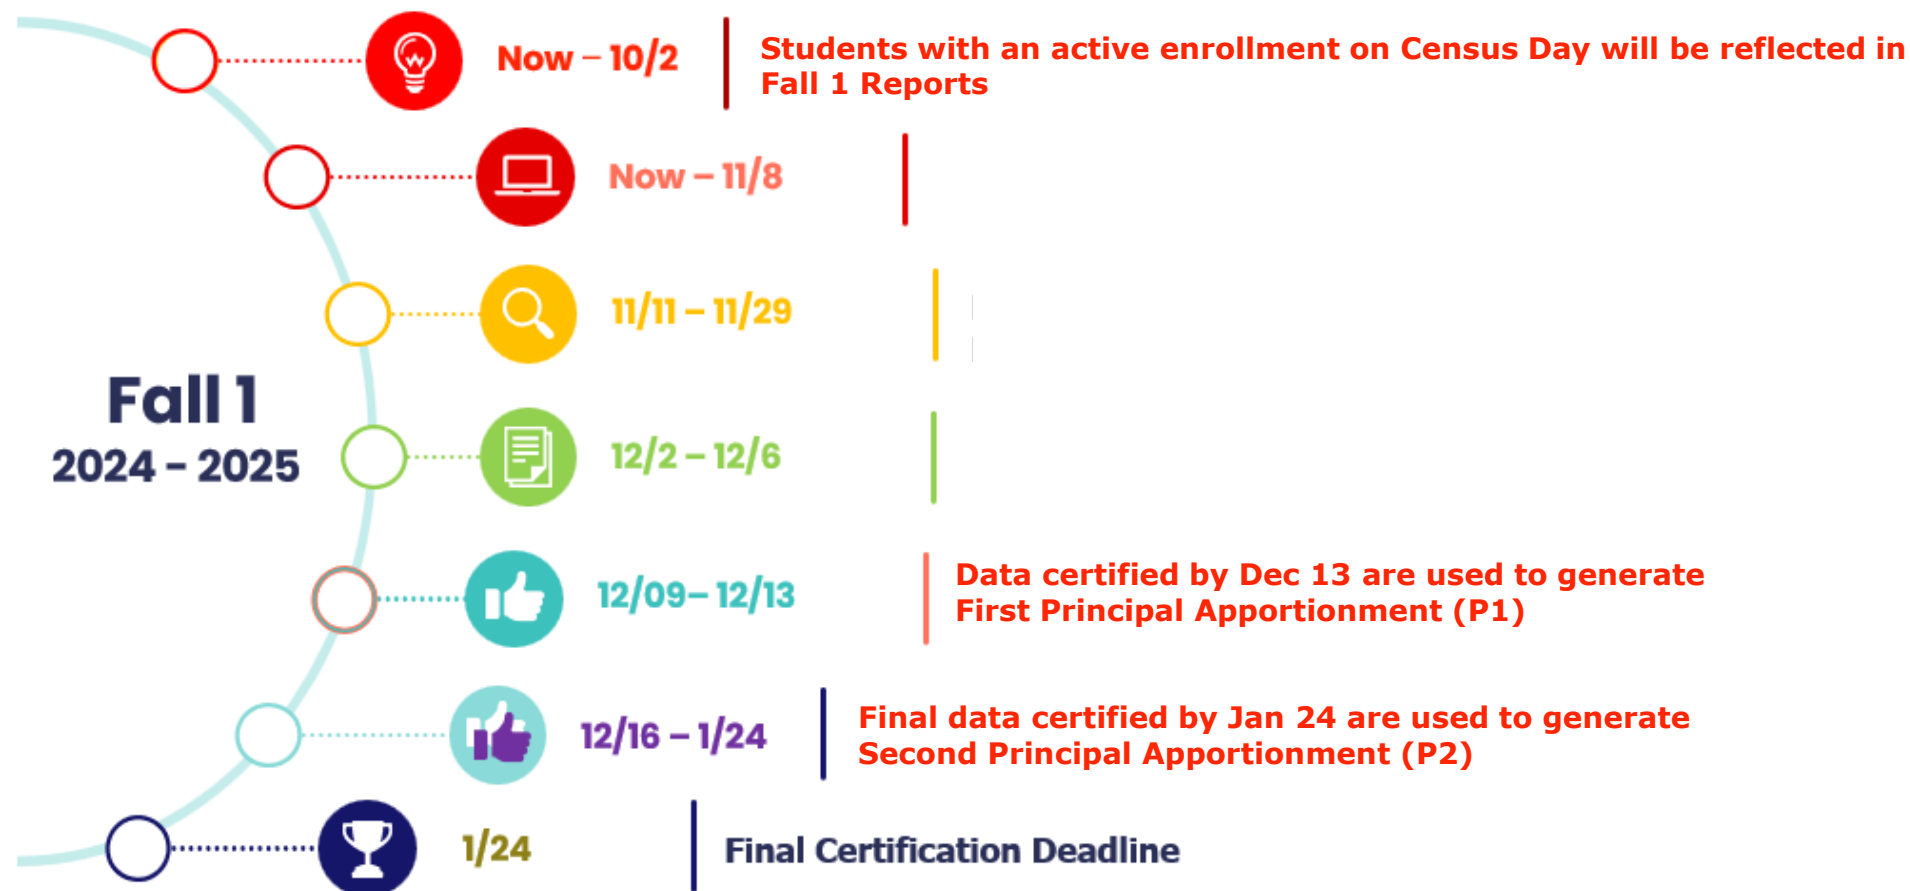 Now – 10/2
Students with an active enrollment on Census Day will be reflected in
Fall 1 Reports
Now – 11/8
11/11 – 11/29
Fall 1
2024 - 2025
12/2 – 12/6
12/09– 12/13
Data certified by Dec 13 are used to generate
First Principal Apportionment (P1)
12/16 – 1/24
Final data certified by Jan 24 are used to generate
Second Principal Apportionment (P2)
1/24
Final Certification Deadline